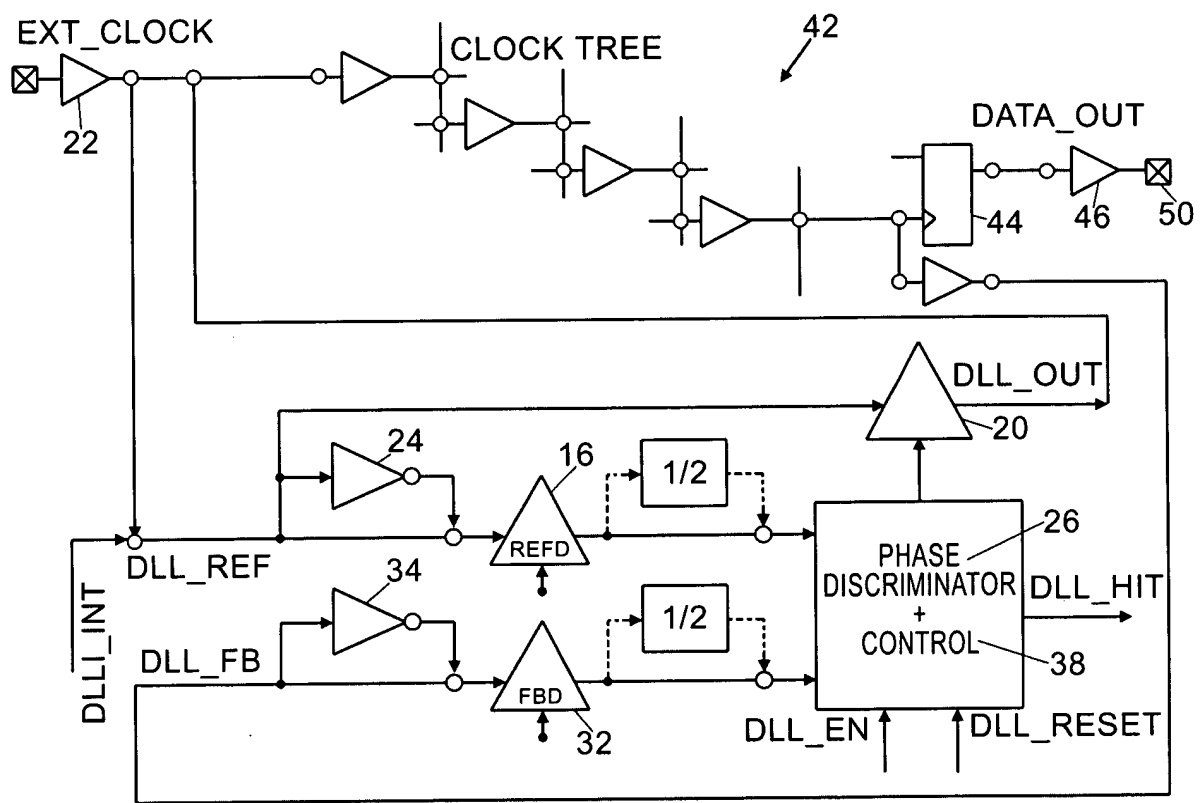 EXT_CLOCK
CLOCK TREE
42
22
DATA_OUT
44
46
50
DLL_OUT
20
24
16
1/2
REFD
DLL_REF
26
PHASE
DISCRIMINATOR
+
CONTROL
38
DLL_HIT
34
1/2
DLLI_INT
DLL_FB
FBD
32
DLL_EN
DLL_RESET